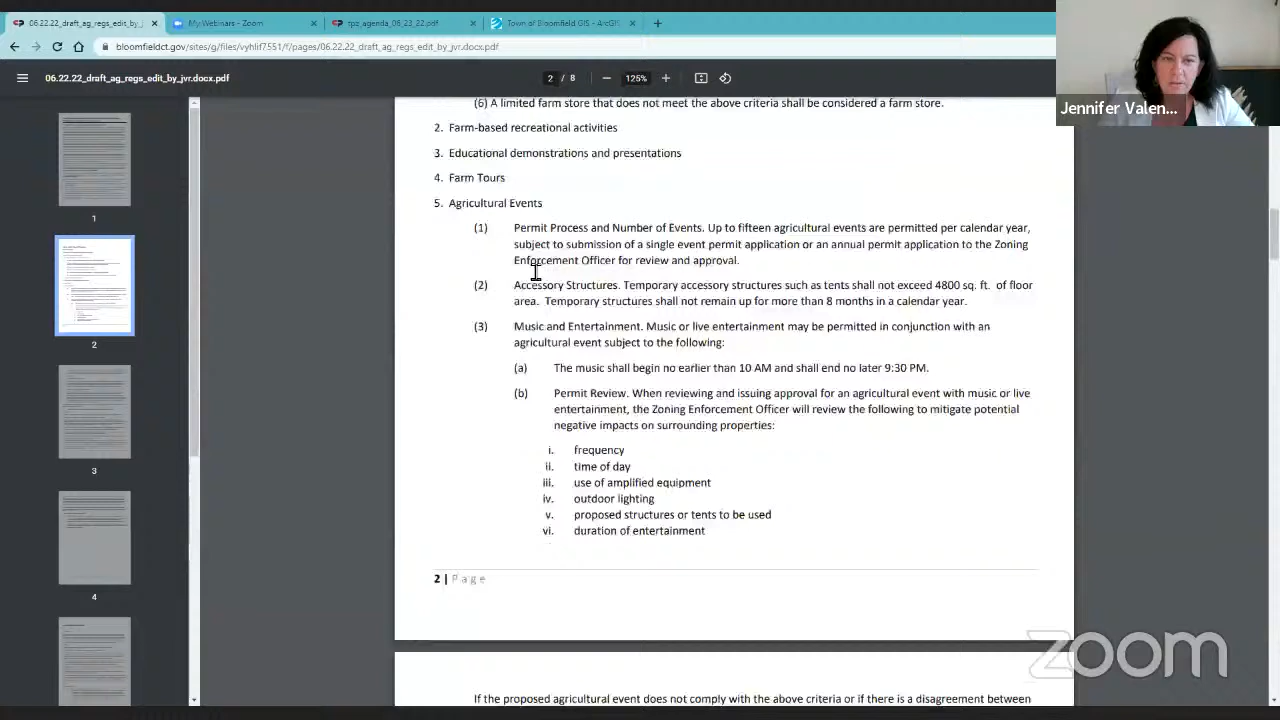 06.22.22_draft_ag_regs_edit_by_j
My Webinars - Zoom
tpz_agenda_06_23_22.pdf
Town of Bloomfield GIS - ArcGI
bloomfieldct.gov/sites/g/files/vyhlif7551/f/pages/06.22.22_draft_ag_regs_edit_by_jvr.docx.pdf
06.22.22_draft_ag_regs_edit_by_jvr.docx.pdf
2 / 8
125%
Jennifer Valen...
(6) A limited farm store that does not meet the above criteria shall be considered a farm store.
2. Farm-based recreational activities
3. Educational demonstrations and presentations
4. Farm Tours
5. Agricultural Events
(1) Permit Process and Number of Events. Up to fifteen agricultural events are permitted per calendar year,
subject to submission of a single event permit application or an annual permit application to the Zoning
Enforcement Officer for review and approval.
(2) Accessory Structures. Temporary accessory structures such as tents shall not exceed 4800 sq. ft. of floor
area. Temporary structures shall not remain up for more than 8 months in a calendar year.
(3) Music and Entertainment. Music or live entertainment may be permitted in conjunction with an
agricultural event subject to the following:
(a) The music shall begin no earlier than 10 AM and shall end no later 9:30 PM.
(b) Permit Review. When reviewing and issuing approval for an agricultural event with music or live
entertainment, the Zoning Enforcement Officer will review the following to mitigate potential
negative impacts on surrounding properties:
i. frequency
ii. time of day
iii. use of amplified equipment
iv. outdoor lighting
v. proposed structures or tents to be used
vi. duration of entertainment
2 | Page
If the proposed agricultural event does not comply with the above criteria or if there is a disagreement between
1
2
3
4
zoom